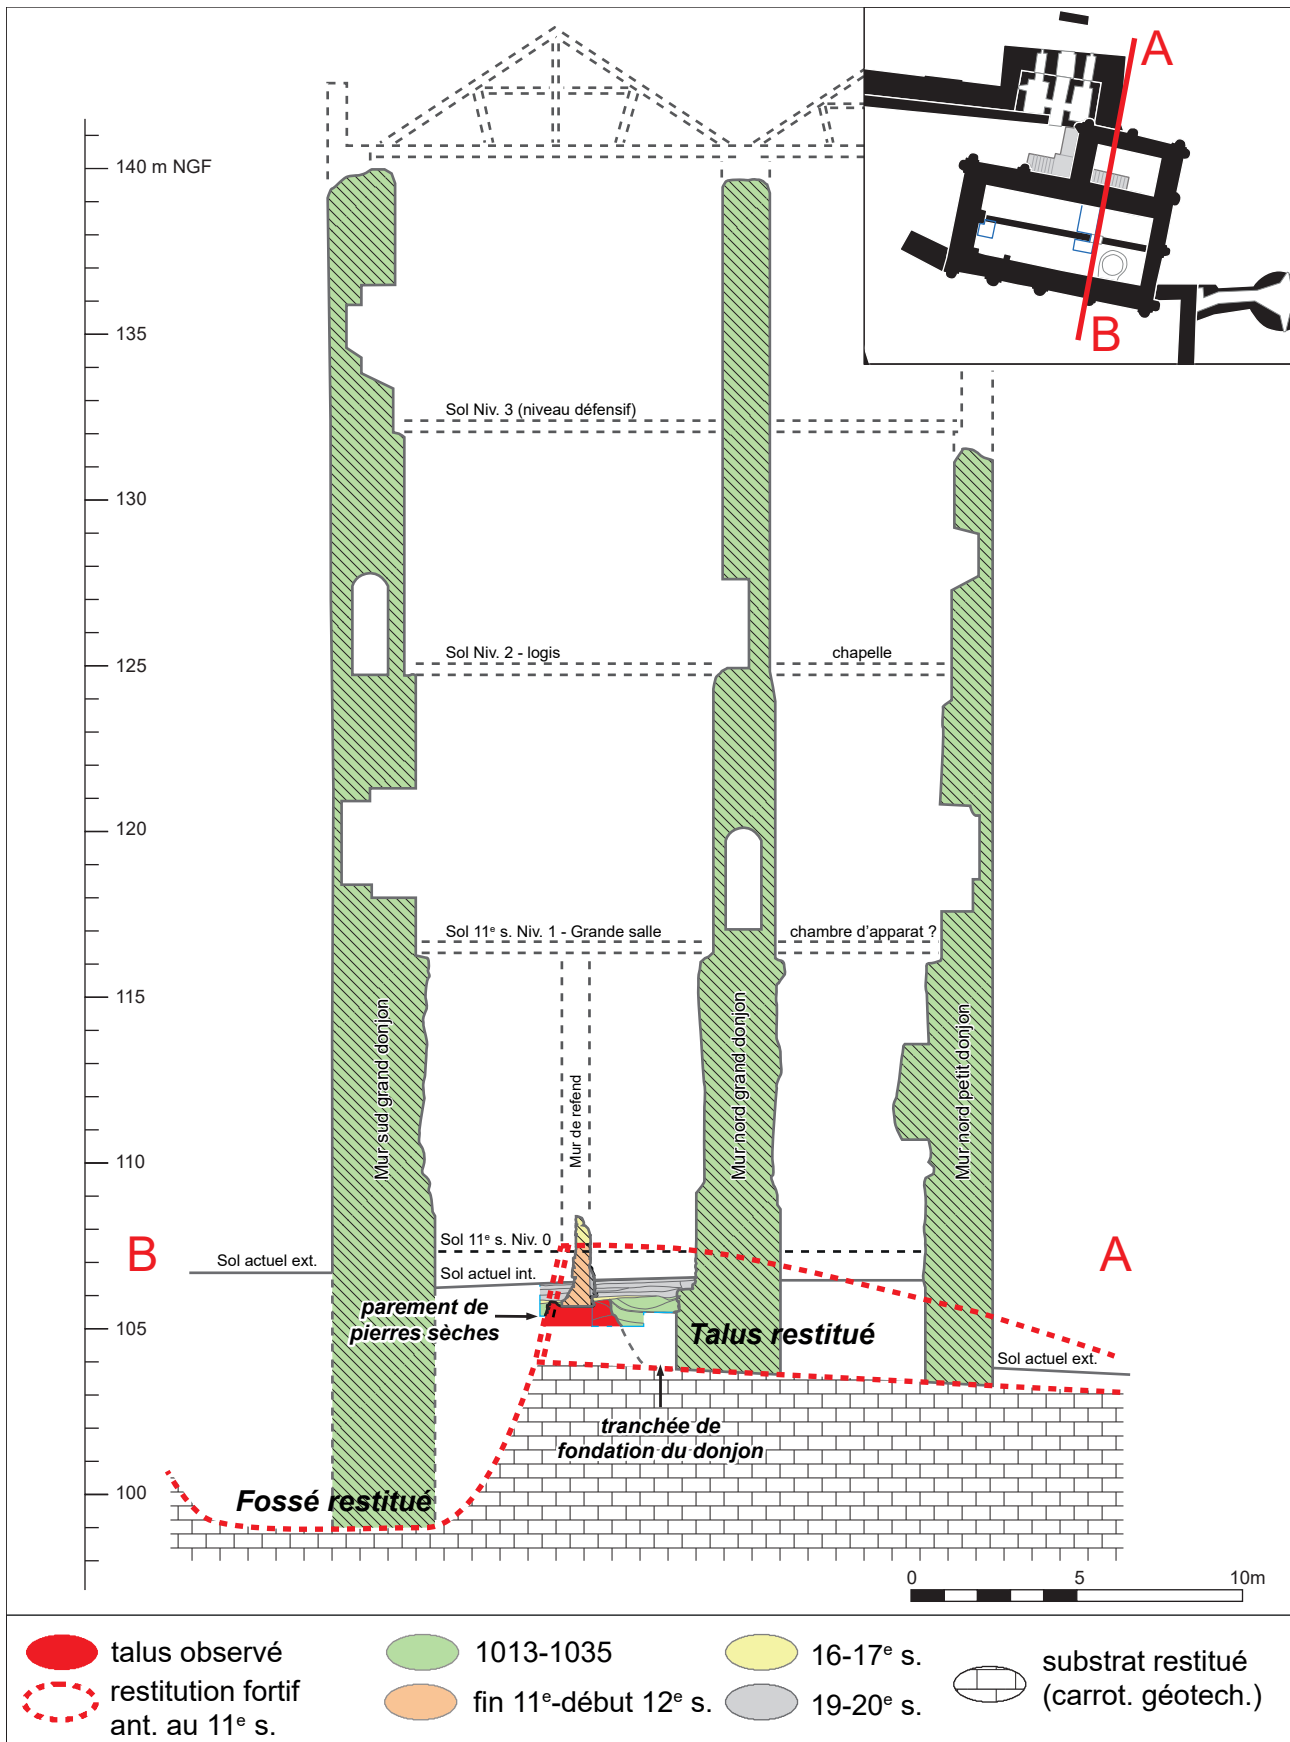 A
B
140 m NGF
135
130
125
120
115
110
105
100
Sol Niv. 3 (niveau défensif)
Sol Niv. 2 - logis
chapelle
Sol 11e s. Niv. 1 - Grande salle
chambre d'apparat ?
Mur sud grand donjon
Mur de refend
Mur nord grand donjon
Mur nord petit donjon
B
A
Sol actuel ext.
Sol 11e s. Niv. 0
Sol actuel int.
parement de
pierres sèches
Talus restitué
Sol actuel ext.
tranchée de
fondation du donjon
Fossé restitué
0
5
10m
talus observé
restitution fortif
ant. au 11e s.
1013-1035
fin 11e-début 12e s.
16-17e s.
19-20e s.
substrat restitué
(carrot. géotech.)